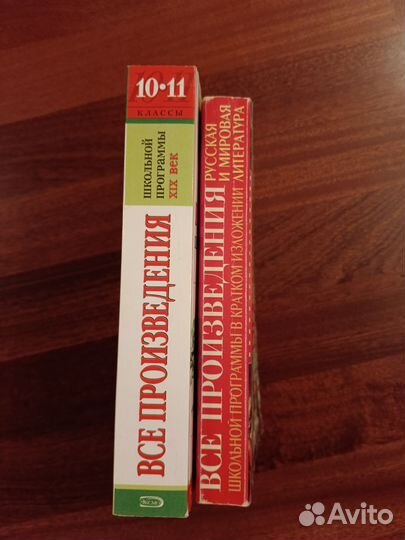 10·11
КЛАССЫ
ШКОЛЬНОЙ
ПРОГРАММЫ
XIX ВЕК
ВСЕ ПРОИЗВЕДЕНИЯ
ЭКСМО
ВСЕ ПРОИЗВЕДЕНИЯ
ШКОЛЬНОЙ ПРОГРАММЫ В КРАТКОМ ИЗЛОЖЕНИИ
РУССКАЯ
И МИРОВАЯ
ЛИТЕРАТУРА
Avito